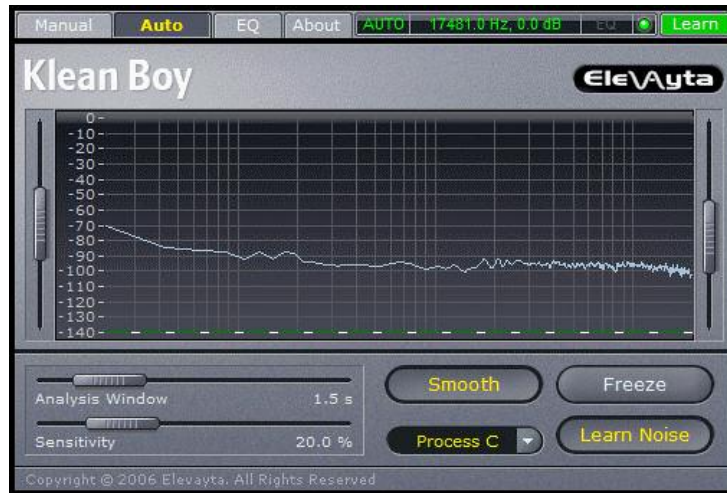 Manual Auto EQ About AUTO 17481.0 Hz, 0.0 dB EQ Learn
Klean Boy
EleVAyta
0
-10
-20
-30
-40
-50
-60
-70
-80
-90
-100
-110
-120
-130
-140
Analysis Window 1.5 s
Smooth Freeze
Sensitivity 20.0 %
Process C Learn Noise
Copyright © 2006 Elevayta. All Rights Reserved